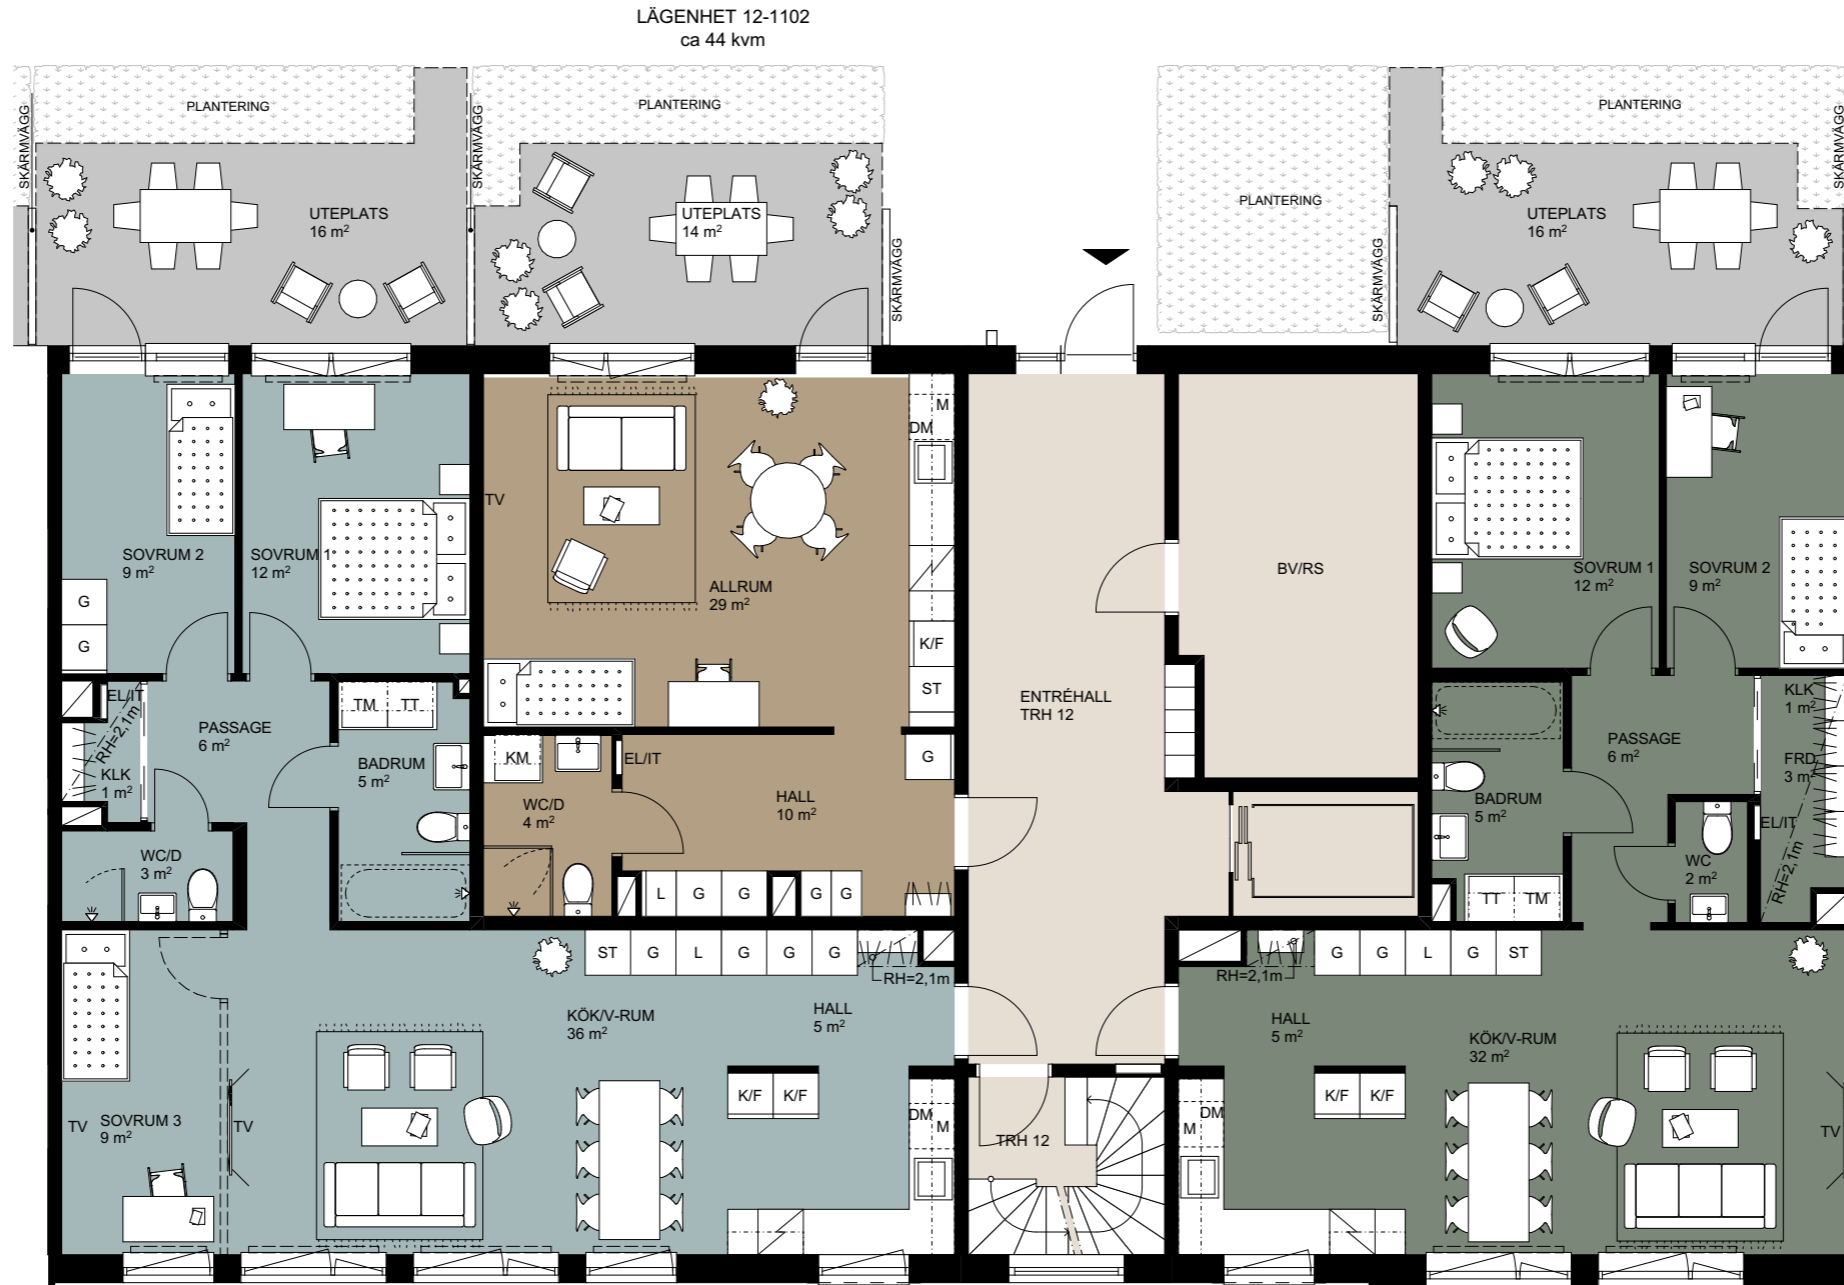 LÄGENHET 12-1102
ca 44 kvm
PLANTERING
PLANTERING
PLANTERING
SKÄRMVÄGG
SKÄRMVÄGG
SKÄRMVÄGG
UTEPLATS
16 m²
UTEPLATS
14 m²
PLANTERING
UTEPLATS
16 m²
SKÄRMVÄGG
SKÄRMVÄGG
M
DM
TV
SOVRUM 2
9 m²
SOVRUM 1
12 m²
ALLRUM
29 m²
BV/RS
SOVRUM 1
12 m²
SOVRUM 2
9 m²
G
G
K/F
ST
EL/IT
RH=2,1m
KLK
1 m²
PASSAGE
6 m²
TM
TT
BADRUM
5 m²
KM
EL/IT
G
ENTRÉHALL
TRH 12
KLK
1 m²
PASSAGE
6 m²
FRD
3 m²
WC/D
4 m²
HALL
10 m²
BADRUM
5 m²
EL/IT
RH=2,1m
WC/D
3 m²
WC
2 m²
L
G
G
G
G
TT
TM
ST
G
L
G
G
G
RH=2,1m
RH=2,1m
G
G
L
G
ST
KÖK/V-RUM
36 m²
HALL
5 m²
HALL
5 m²
KÖK/V-RUM
32 m²
K/F
K/F
K/F
K/F
TV
SOVRUM 3
9 m²
TV
DM
M
TRH 12
DM
M
TV